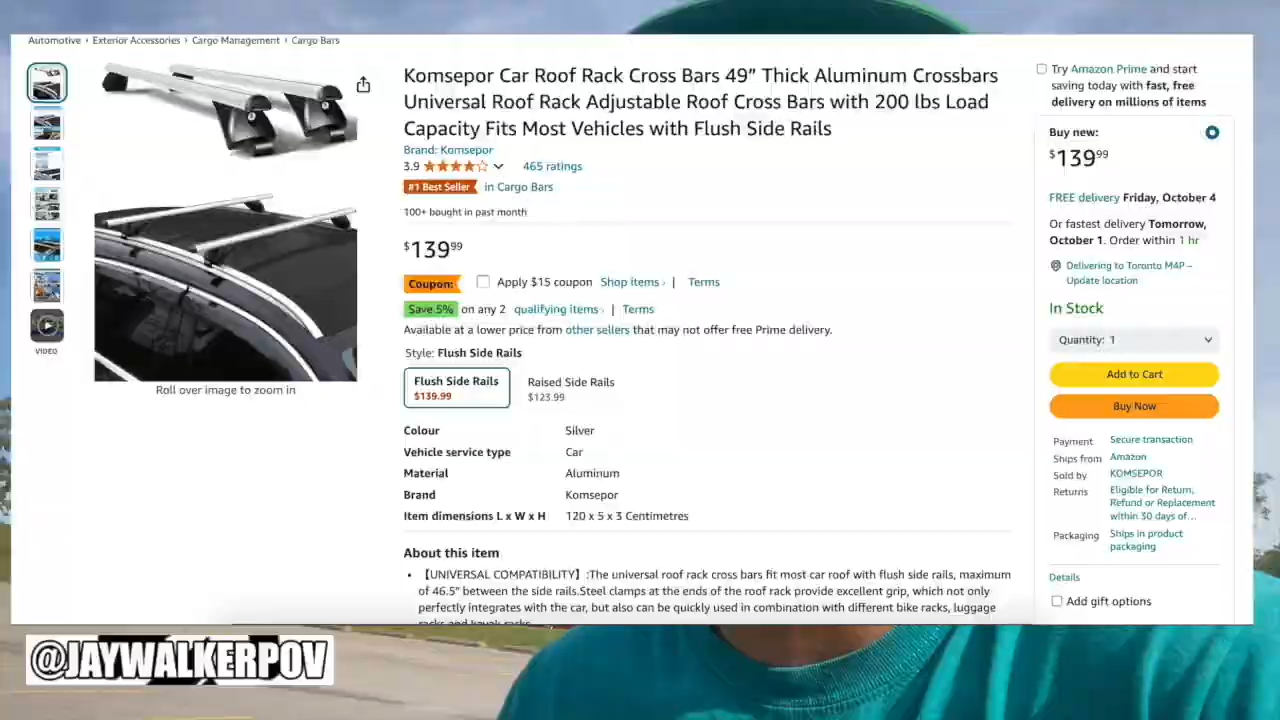 Automotive › Exterior Accessories › Cargo Management › Cargo Bars
Komsepor Car Roof Rack Cross Bars 49” Thick Aluminum Crossbars
Universal Roof Rack Adjustable Roof Cross Bars with 200 lbs Load
Capacity Fits Most Vehicles with Flush Side Rails
Brand: Komsepor
3.9 465 ratings
#1 Best Seller in Cargo Bars
100+ bought in past month
$139 99
Coupon: Apply $15 coupon Shop items › | Terms
Save 5% on any 2 qualifying items › | Terms
Available at a lower price from other sellers that may not offer free Prime delivery.
Style: Flush Side Rails
Flush Side Rails
$139.99
Raised Side Rails
$123.99
Colour Silver
Vehicle service type Car
Material Aluminum
Brand Komsepor
Item dimensions L x W x H 120 x 5 x 3 Centimetres
About this item
• 【UNIVERSAL COMPATIBILITY】:The universal roof rack cross bars fit most car roof with flush side rails, maximum
of 46.5” between the side rails.Steel clamps at the ends of the roof rack provide excellent grip, which not only
perfectly integrates with the car, but also can be quickly used in combination with different bike racks, luggage
racks and kayak racks.
VIDEO
Roll over image to zoom in
Try Amazon Prime and start
saving today with fast, free
delivery on millions of items
Buy new:
$139 99
FREE delivery Friday, October 4
Or fastest delivery Tomorrow,
October 1. Order within 1 hr
Delivering to Toronto M4P –
Update location
In Stock
Quantity: 1
Add to Cart
Buy Now
Payment Secure transaction
Ships from Amazon
Sold by KOMSEPOR
Returns Eligible for Return,
Refund or Replacement
within 30 days of...
Packaging Ships in product
packaging
Details
Add gift options
@JAYWALKERPOV